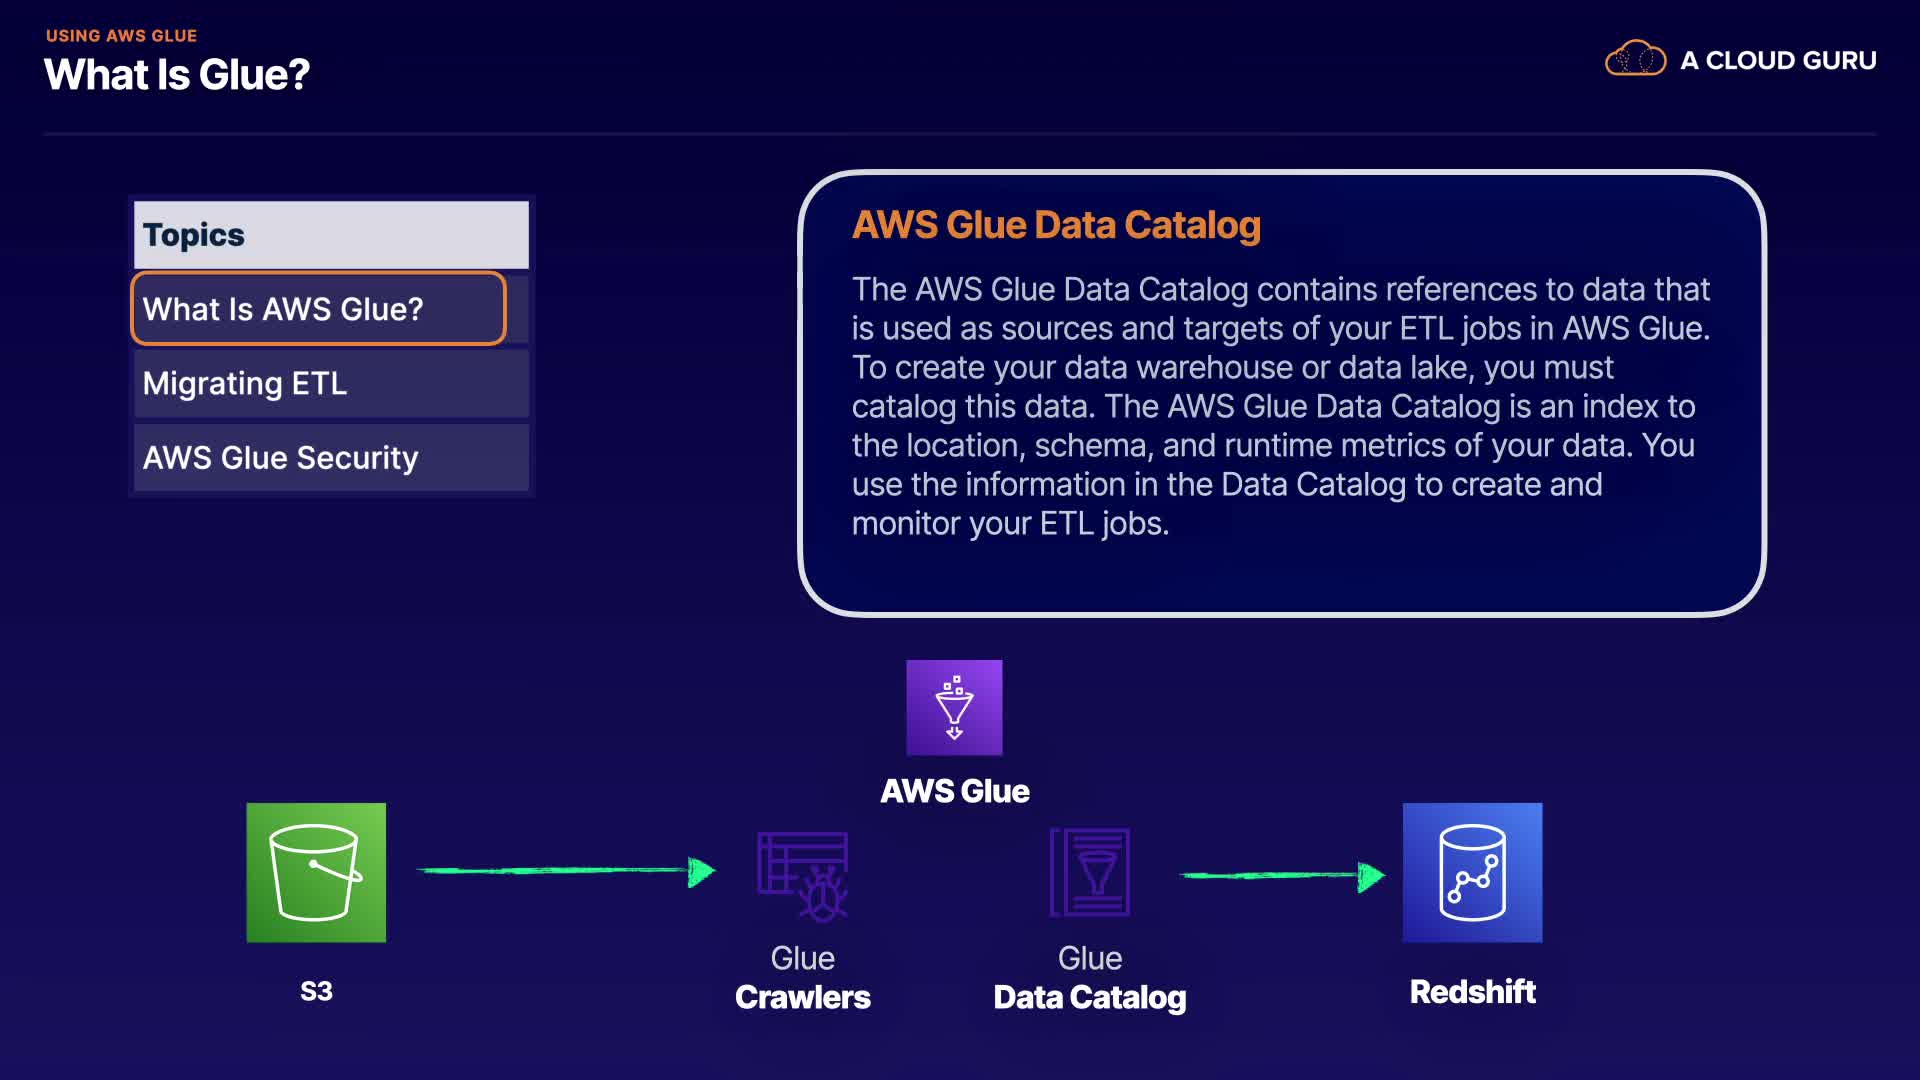 USING AWS GLUE
What Is Glue?
A CLOUD GURU
Topics
What Is AWS Glue?
Migrating ETL
AWS Glue Security
AWS Glue Data Catalog
The AWS Glue Data Catalog contains references to data that
is used as sources and targets of your ETL jobs in AWS Glue.
To create your data warehouse or data lake, you must
catalog this data. The AWS Glue Data Catalog is an index to
the location, schema, and runtime metrics of your data. You
use the information in the Data Catalog to create and
monitor your ETL jobs.
AWS Glue
S3
Glue
Crawlers
Glue
Data Catalog
Redshift